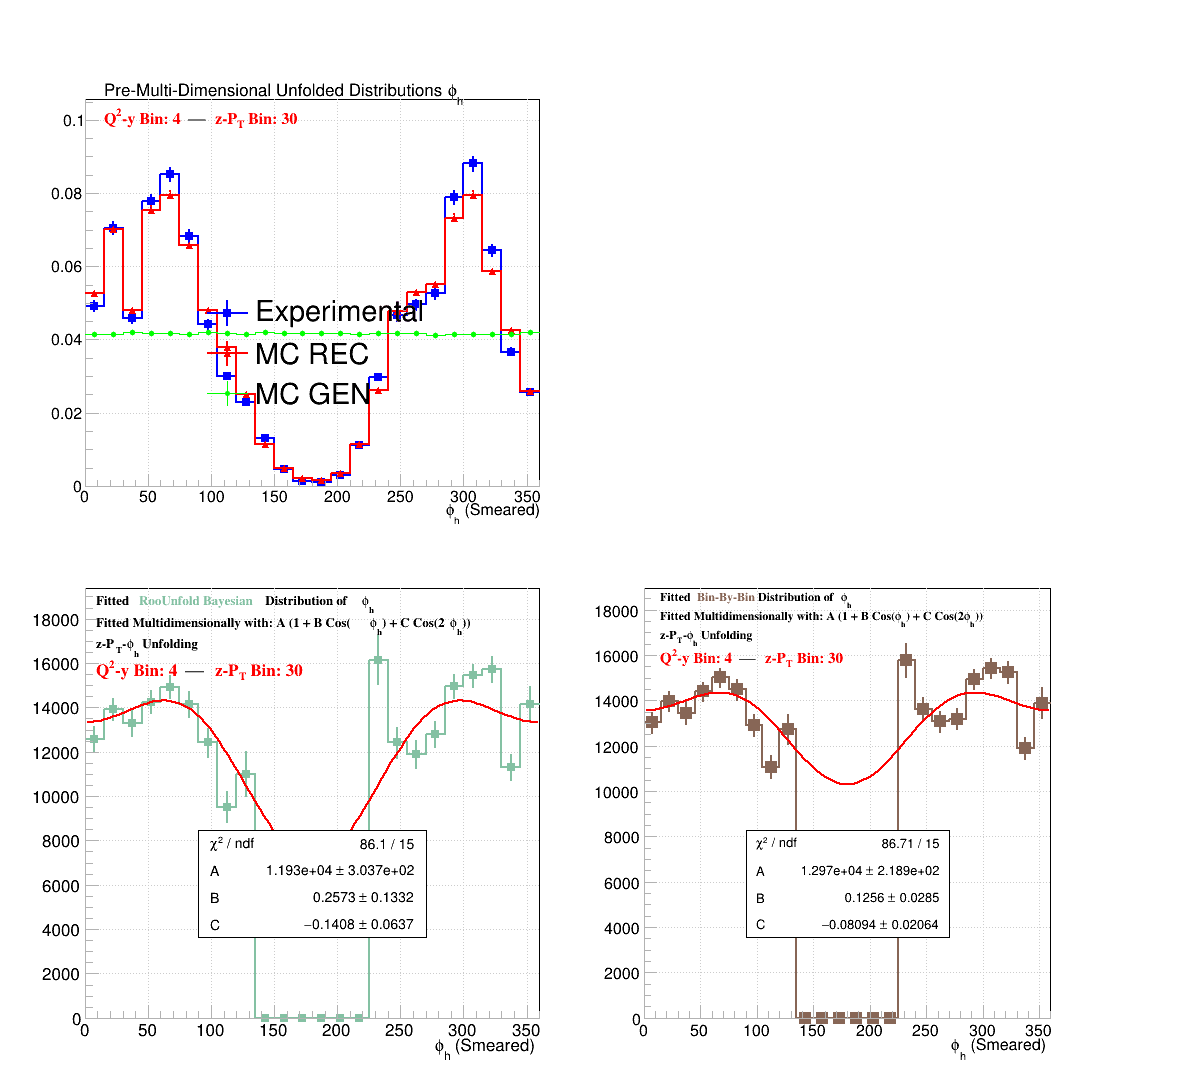 Pre-Multi-Dimensional Unfolded Distributions ϕh
Q2-y Bin: 4 — z-PT Bin: 30
0.1
0.08
0.06
0.04
0.02
0
Experimental
MC REC
MC GEN
0 50 100 150 200 250 300 350
ϕh (Smeared)
Fitted RooUnfold Bayesian Distribution of ϕh
Fitted Multidimensionally with: A (1 + B Cos( ϕh) + C Cos(2 ϕh))
z-PT-ϕh Unfolding
Q2-y Bin: 4 — z-PT Bin: 30
18000
16000
14000
12000
10000
8000
6000
4000
2000
0
χ2 / ndf 86.1 / 15
A 1.193e+04 ± 3.037e+02
B 0.2573 ± 0.1332
C −0.1408 ± 0.0637
0 50 100 150 200 250 300 350
ϕh (Smeared)
Fitted Bin-By-Bin Distribution of ϕh
Fitted Multidimensionally with: A (1 + B Cos(ϕh) + C Cos(2ϕh))
z-PT-ϕh Unfolding
Q2-y Bin: 4 — z-PT Bin: 30
18000
16000
14000
12000
10000
8000
6000
4000
2000
0
χ2 / ndf 86.71 / 15
A 1.297e+04 ± 2.189e+02
B 0.1256 ± 0.0285
C −0.08094 ± 0.02064
0 50 100 150 200 250 300 350
ϕh (Smeared)